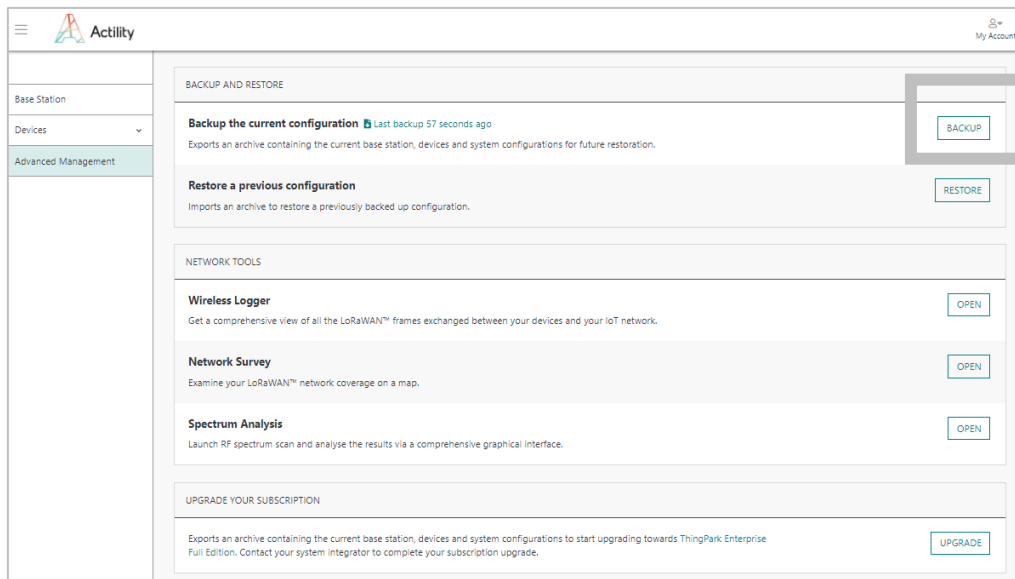 Actility
My Account
Base Station
Devices
Advanced Management
BACKUP AND RESTORE
Backup the current configuration Last backup 57 seconds ago
Exports an archive containing the current base station, devices and system configurations for future restoration.
BACKUP
Restore a previous configuration
Imports an archive to restore a previously backed up configuration.
RESTORE
NETWORK TOOLS
Wireless Logger
Get a comprehensive view of all the LoRaWAN™ frames exchanged between your devices and your IoT network.
OPEN
Network Survey
Examine your LoRaWAN™ network coverage on a map.
OPEN
Spectrum Analysis
Launch RF spectrum scan and analyse the results via a comprehensive graphical interface.
OPEN
UPGRADE YOUR SUBSCRIPTION
Exports an archive containing the current base station, devices and system configurations to start upgrading towards ThingPark Enterprise
Full Edition. Contact your system integrator to complete your subscription upgrade.
UPGRADE